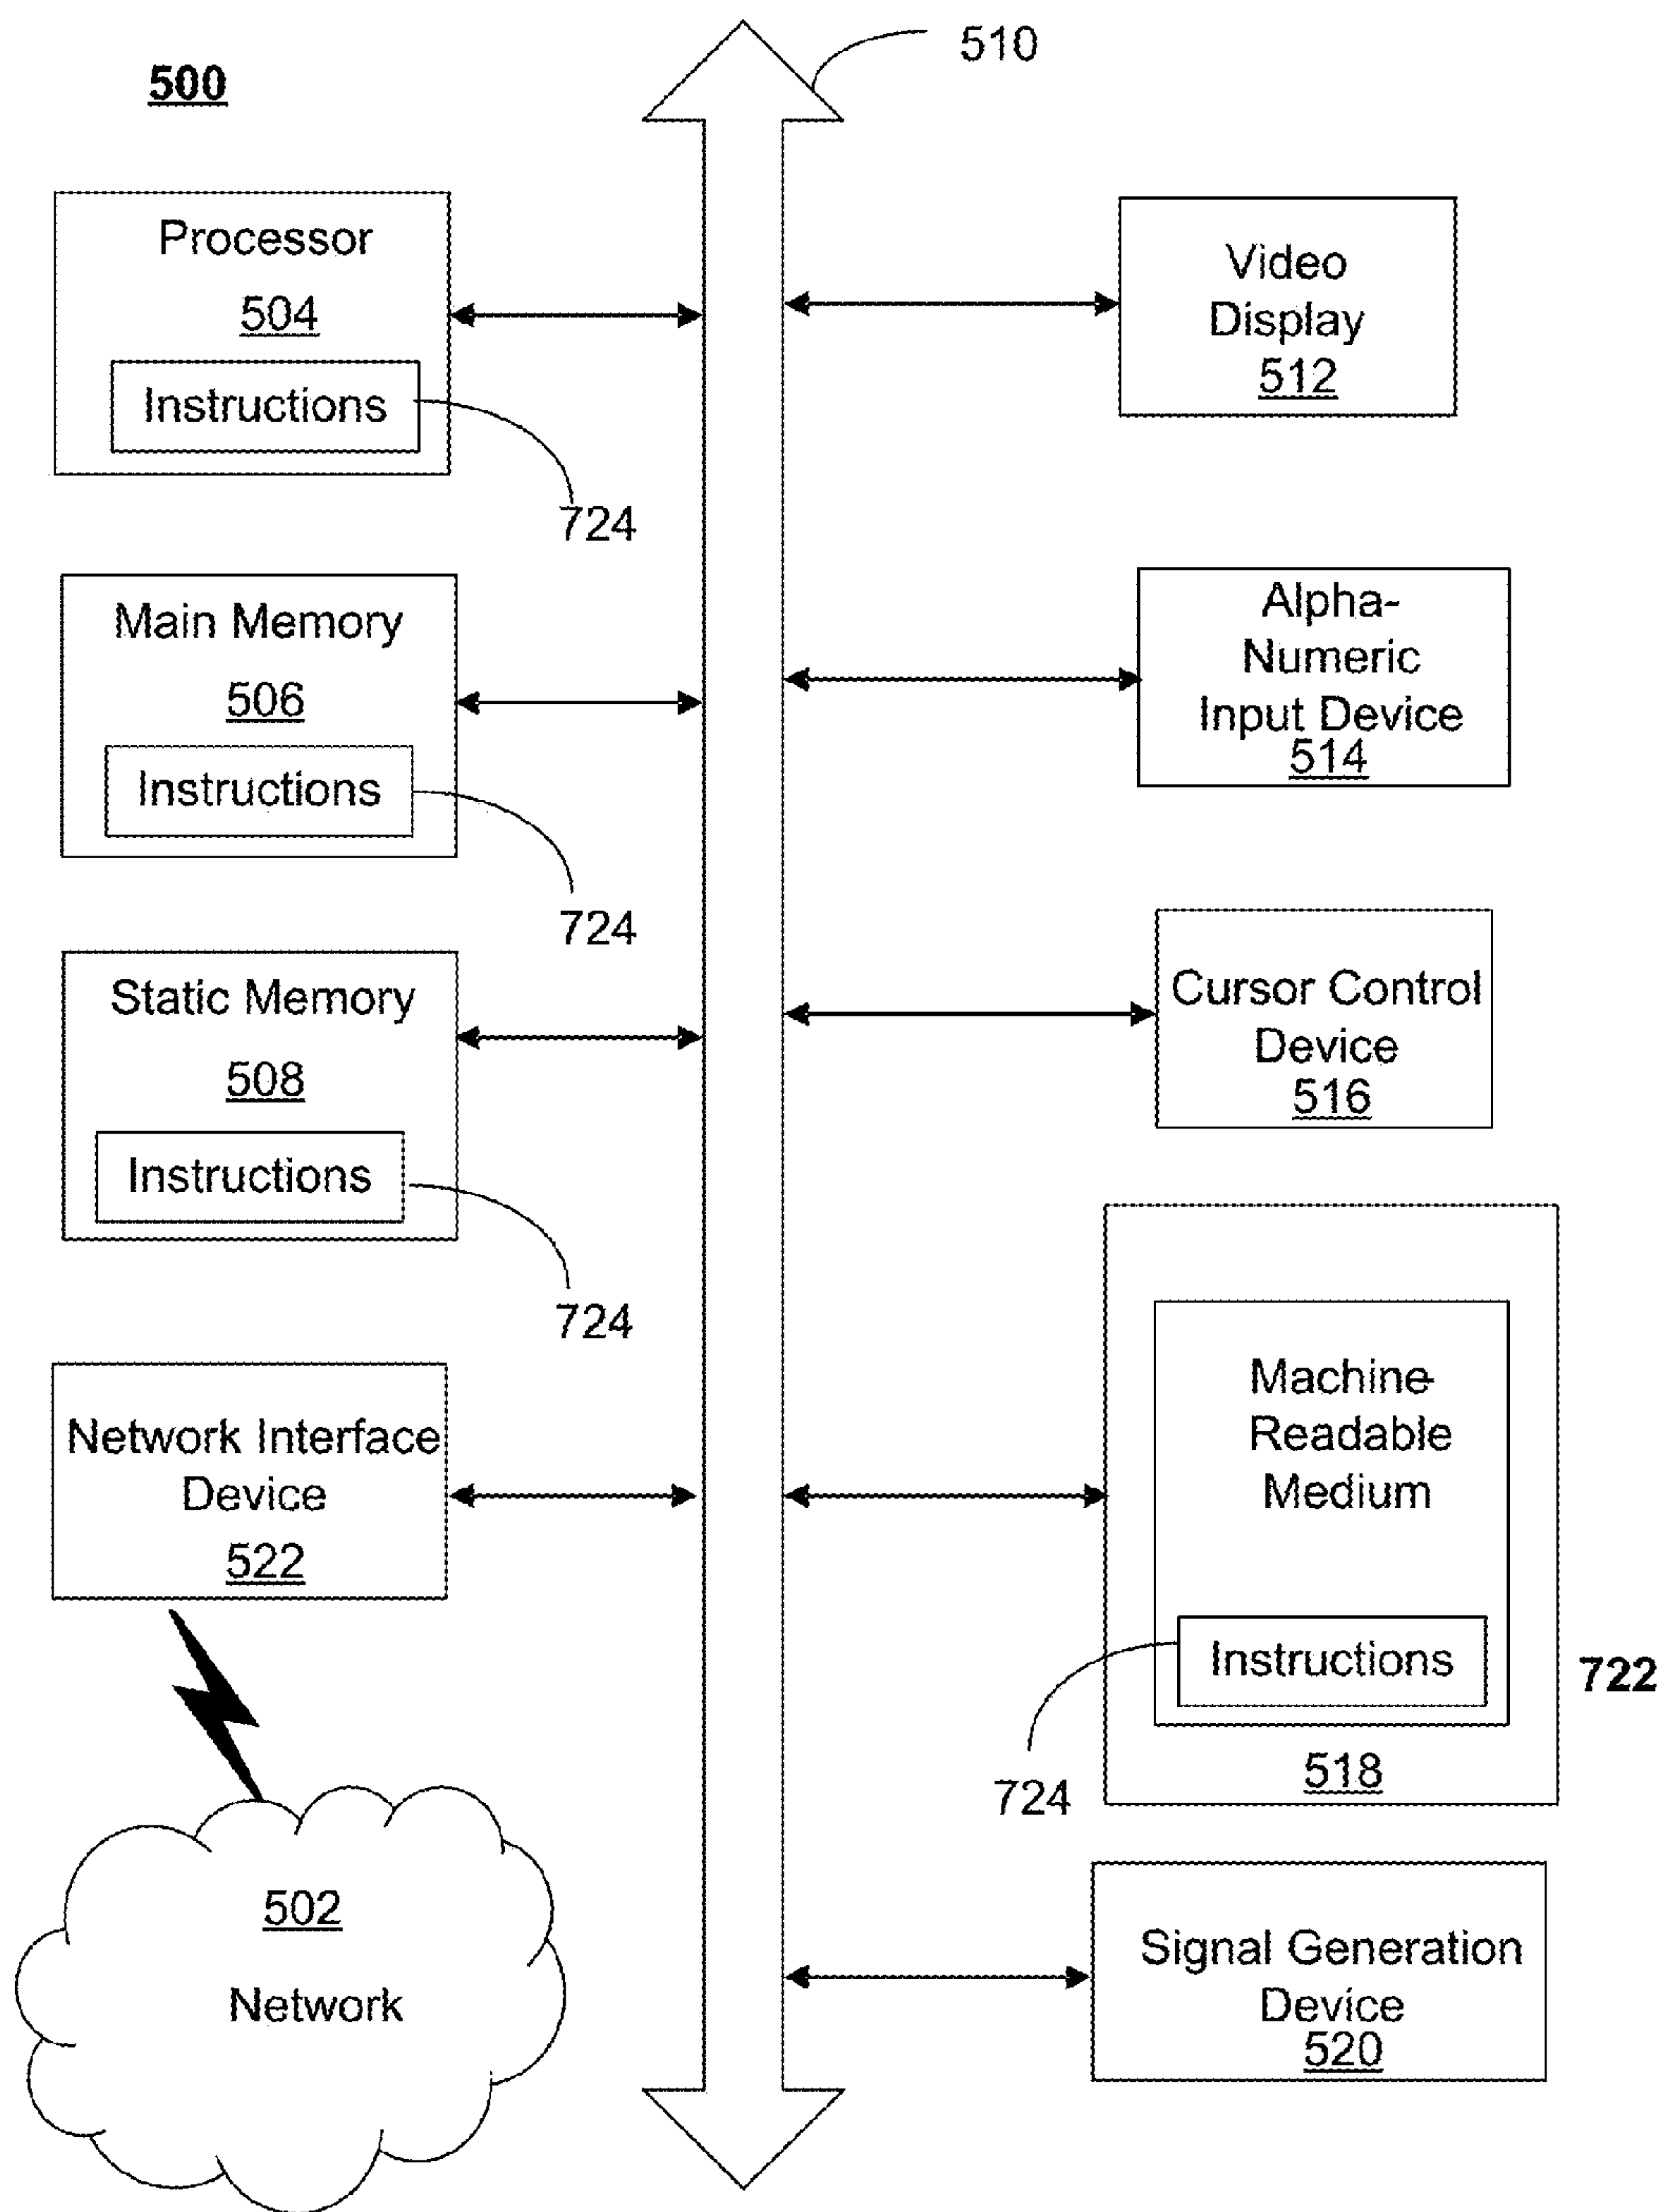 500
510
Processor
504
Instructions
724
Main Memory
506
Instructions
724
Static Memory
508
Instructions
724
Network Interface
Device
522
502
Network
Video
Display
512
Alpha-
Numeric
Input Device
514
Cursor Control
Device
516
Machine-
Readable
Medium
Instructions
724
518
722
Signal Generation
Device
520